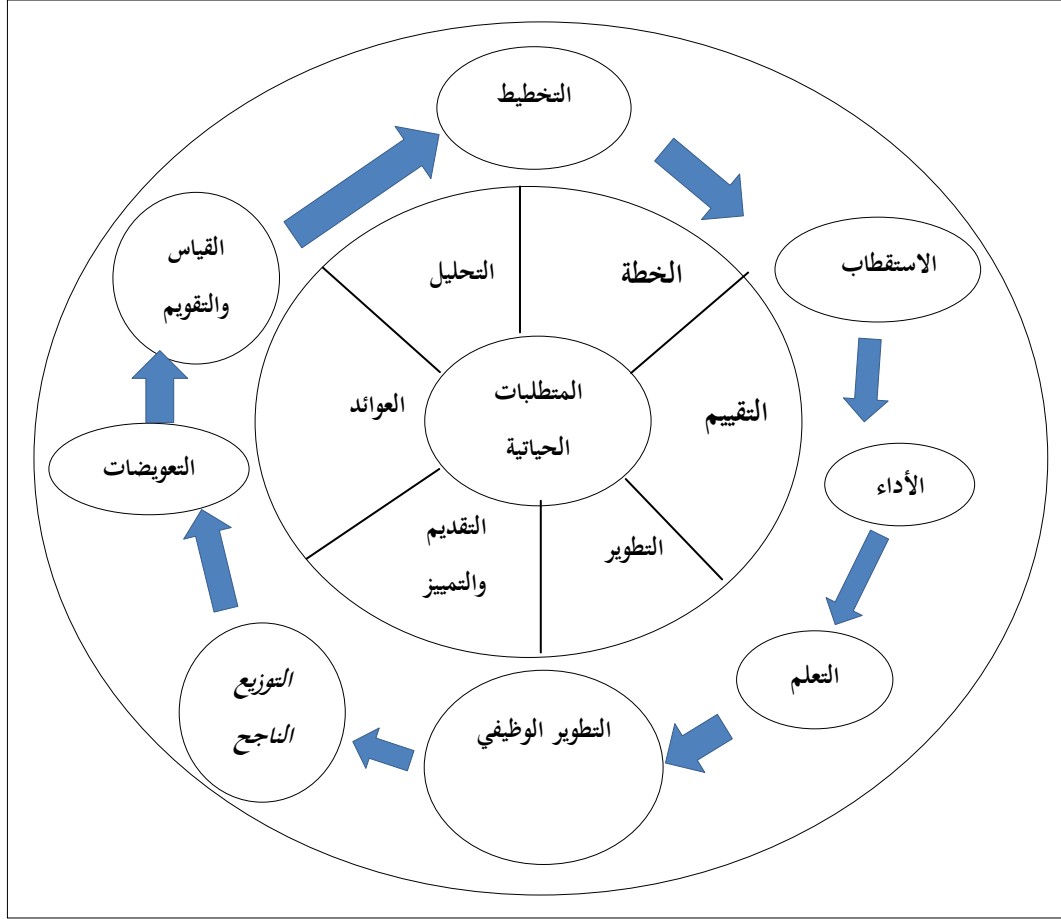 التخطيط
الاستقطاب
الأداء
التعلم
التطوير الوظيفي
التوزيع
الناجح
التعويضات
القياس
والتقويم
الخطة
التقييم
التطوير
التقديم
والتمييز
العوائد
التحليل
المتطلبات
الحياتية